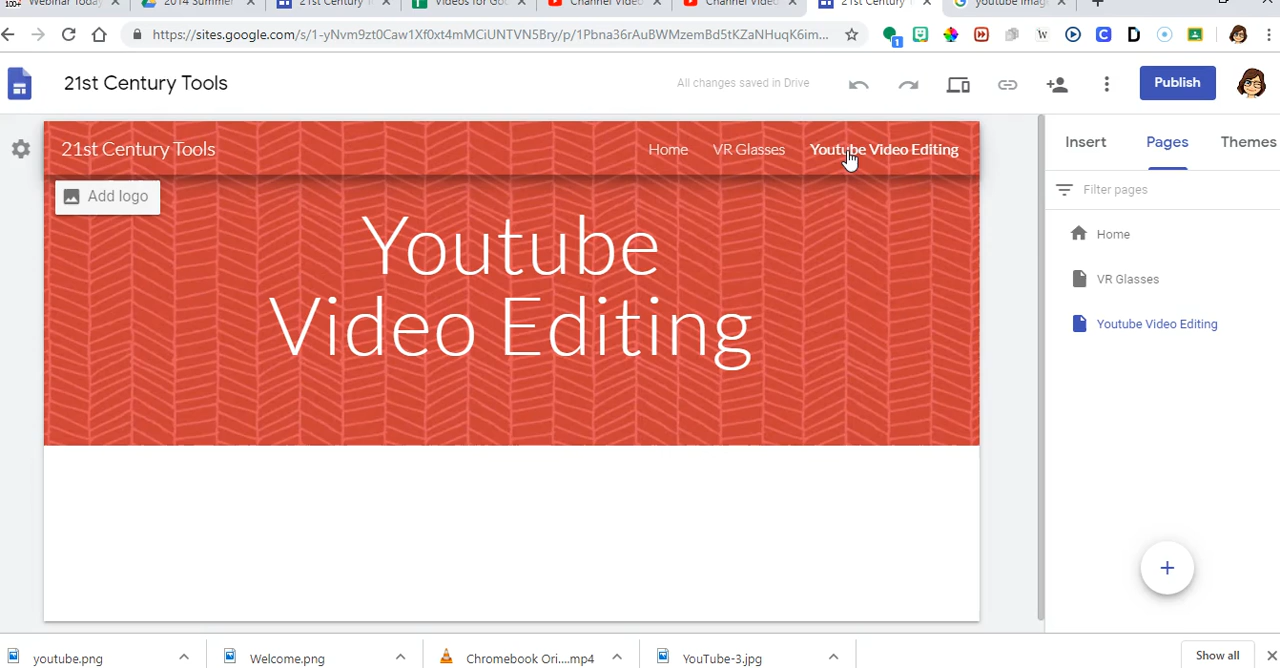 Webinar Today
2014 Summer
21st Century T
Videos for Goo
Channel Video
Channel Video
21st Century T
youtube imag
https://sites.google.com/s/1-yNvm9zt0Caw1Xf0xt4mMCiUNTVN5Bry/p/1Pbna36rAuBWMzemBd5tKZaNHuqK6im...
21st Century Tools
All changes saved in Drive
Publish
21st Century Tools
Home
VR Glasses
Youtube Video Editing
Add logo
Youtube
Video Editing
Insert
Pages
Themes
Filter pages
Home
VR Glasses
Youtube Video Editing
youtube.png
Welcome.png
Chromebook Ori....mp4
YouTube-3.jpg
Show all